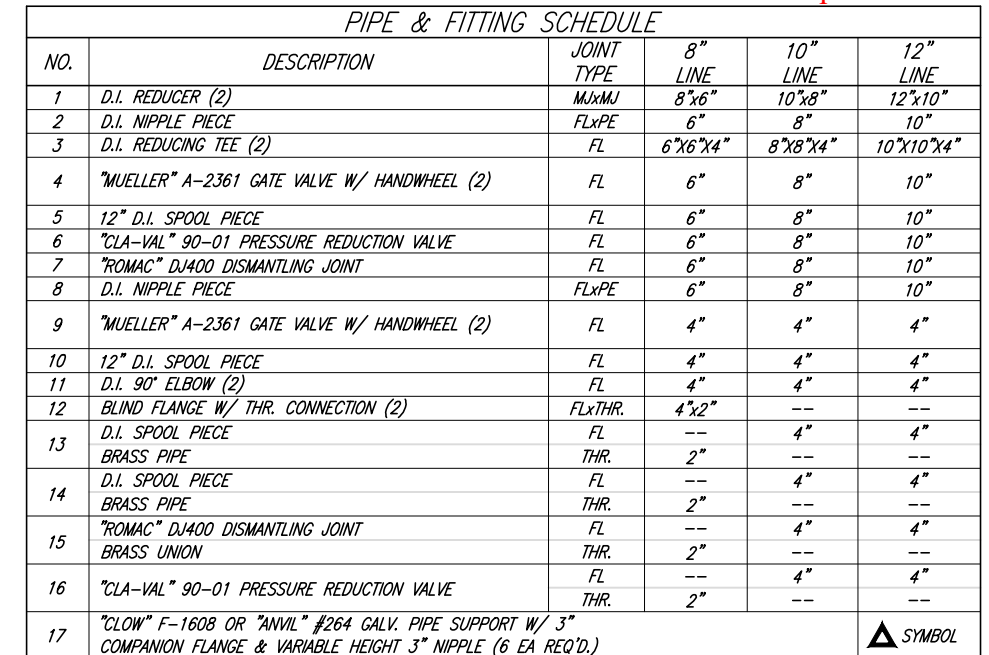 PIPE & FITTING SCHEDULE
NO. DESCRIPTION JOINT TYPE 8" LINE 10" LINE 12" LINE
1 D.I. REDUCER (2) MJxMJ 8"x6" 10"x8" 12"x10"
2 D.I. NIPPLE PIECE FLxPE 6" 8" 10"
3 D.I. REDUCING TEE (2) FL 6"X6"X4" 8"X8"X4" 10"X10"X4"
4 "MUELLER" A-2361 GATE VALVE W/ HANDWHEEL (2) FL 6" 8" 10"
5 12" D.I. SPOOL PIECE FL 6" 8" 10"
6 "CLA-VAL" 90-01 PRESSURE REDUCTION VALVE FL 6" 8" 10"
7 "ROMAC" DJ400 DISMANTLING JOINT FL 6" 8" 10"
8 D.I. NIPPLE PIECE FLxPE 6" 8" 10"
9 "MUELLER" A-2361 GATE VALVE W/ HANDWHEEL (2) FL 4" 4" 4"
10 12" D.I. SPOOL PIECE FL 4" 4" 4"
11 D.I. 90° ELBOW (2) FL 4" 4" 4"
12 BLIND FLANGE W/ THR. CONNECTION (2) FLxTHR. 4"x2" -- --
13 D.I. SPOOL PIECE FL -- 4" 4"
BRASS PIPE THR. 2" -- --
14 D.I. SPOOL PIECE FL -- 4" 4"
BRASS PIPE THR. 2" -- --
15 "ROMAC" DJ400 DISMANTLING JOINT FL -- 4" 4"
BRASS UNION THR. 2" -- --
16 "CLA-VAL" 90-01 PRESSURE REDUCTION VALVE FL -- 4" 4"
THR. 2" -- --
17 "CLOW" F-1608 OR "ANVIL" #264 GALV. PIPE SUPPORT W/ 3"
COMPANION FLANGE & VARIABLE HEIGHT 3" NIPPLE (6 EA REQ'D.)
SYMBOL